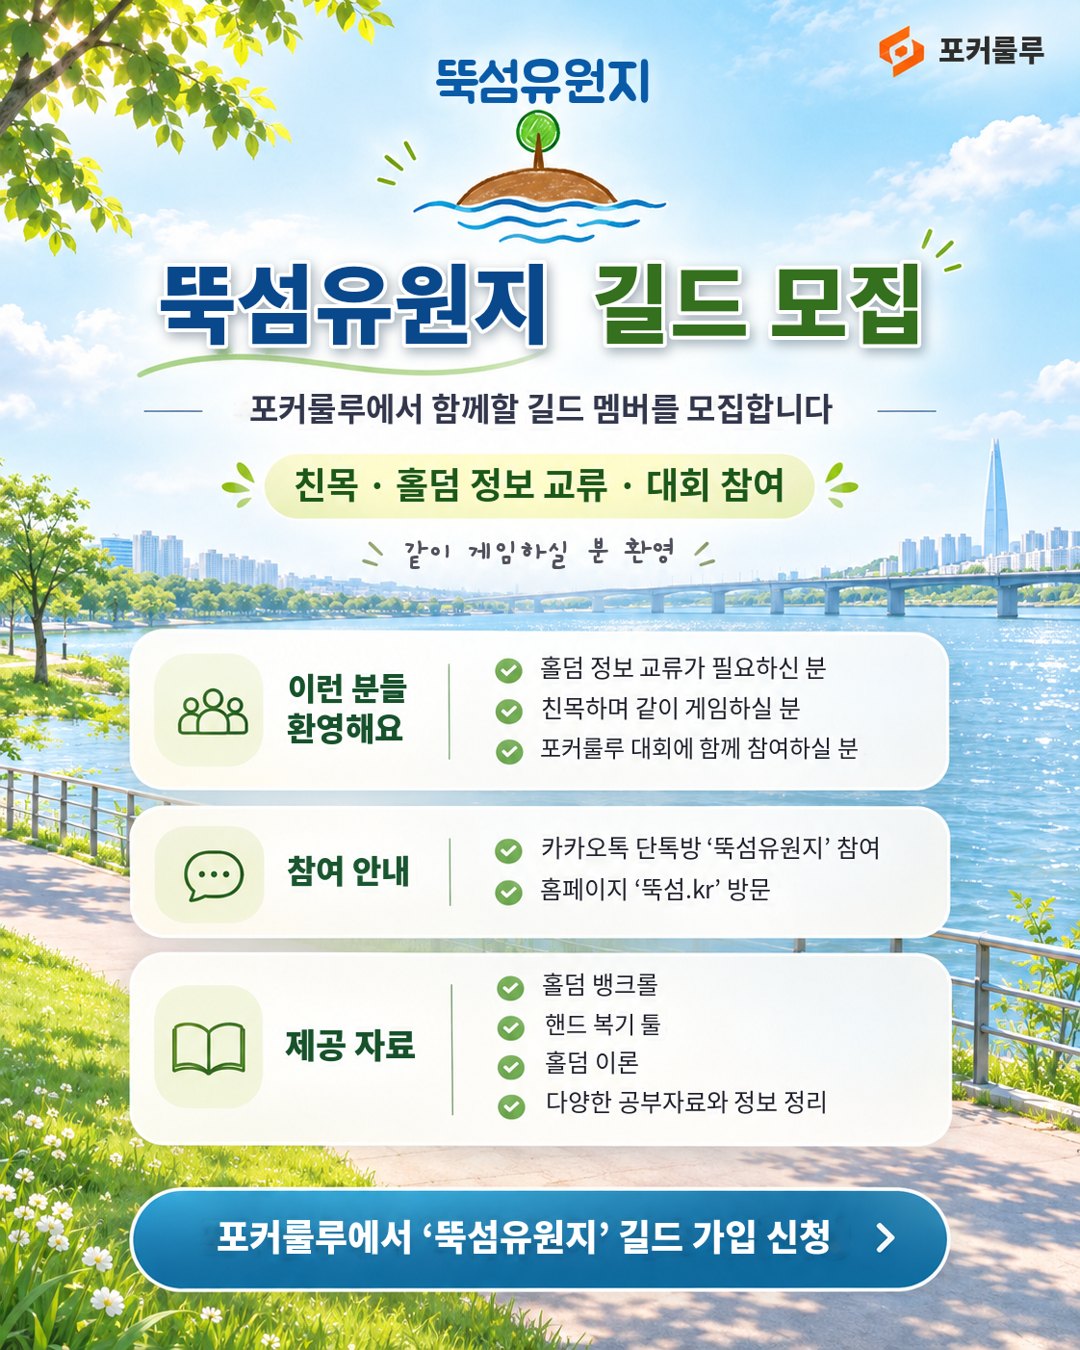 포커룰루
뚝섬유원지
뚝섬유원지 길드 모집
포커룰루에서 함께할 길드 멤버를 모집합니다
친목 · 홀덤 정보 교류 · 대회 참여
같이 게임하실 분 환영
이런 분들
환영해요
홀덤 정보 교류가 필요하신 분
친목하며 같이 게임하실 분
포커룰루 대회에 함께 참여하실 분
참여 안내
카카오톡 단톡방 ‘뚝섬유원지’ 참여
홈페이지 ‘뚝섬.kr’ 방문
제공 자료
홀덤 뱅크롤
핸드 복기 툴
홀덤 이론
다양한 공부자료와 정보 정리
포커룰루에서 ‘뚝섬유원지’ 길드 가입 신청